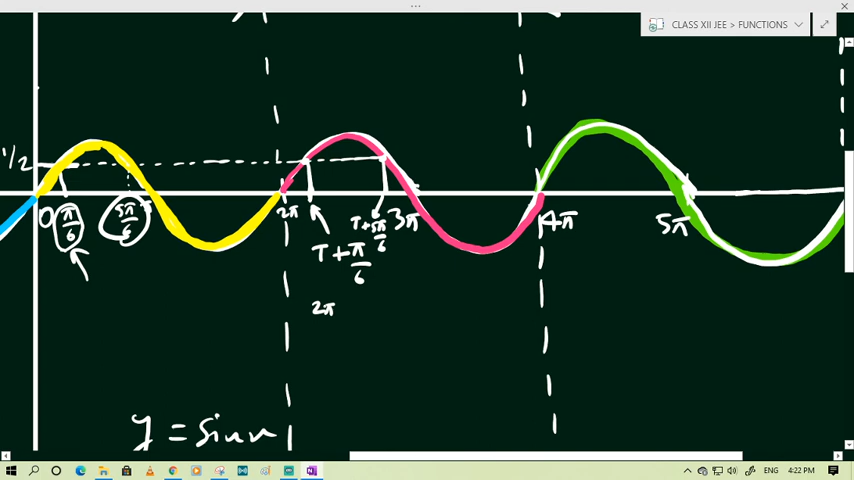 CLASS XII JEE > FUNCTIONS
1/2
0 π/6 5π/6 π 2π T+π/6 T+5π/6 3π 4π 5π
2π
y = sinx
ENG 4:22 PM